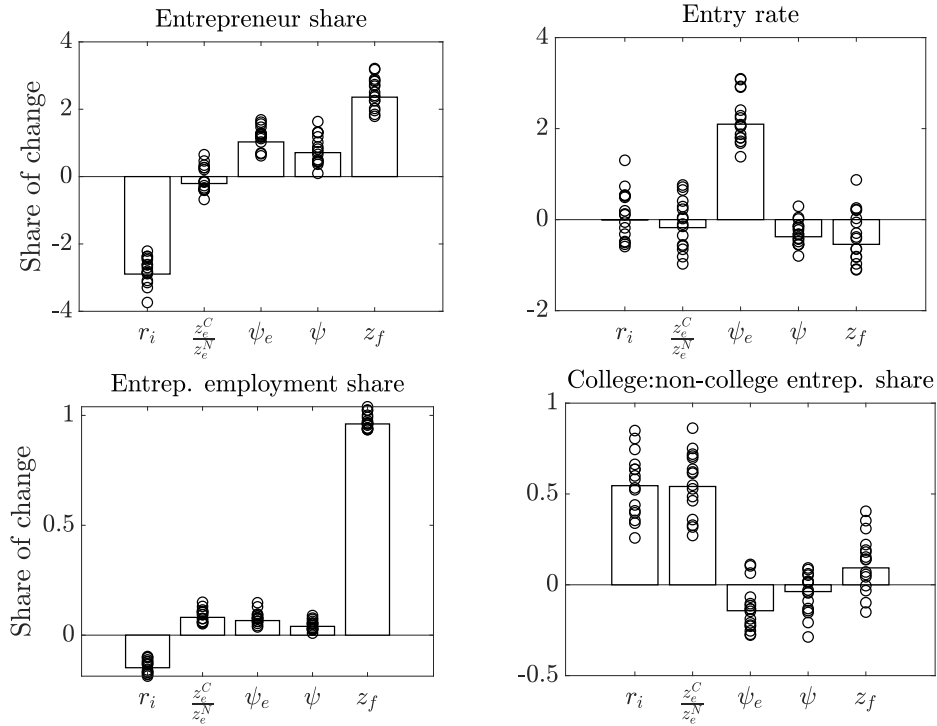 Entrepreneur share
Share of change
4
2
0
-2
-4
r_i
z_e^C
z_e^N
ψ_e
ψ
z_f
Entry rate
4
2
0
-2
r_i
z_e^C
z_e^N
ψ_e
ψ
z_f
Entrep. employment share
Share of change
1
0.5
0
r_i
z_e^C
z_e^N
ψ_e
ψ
z_f
College:non-college entrep. share
1
0.5
0
-0.5
r_i
z_e^C
z_e^N
ψ_e
ψ
z_f